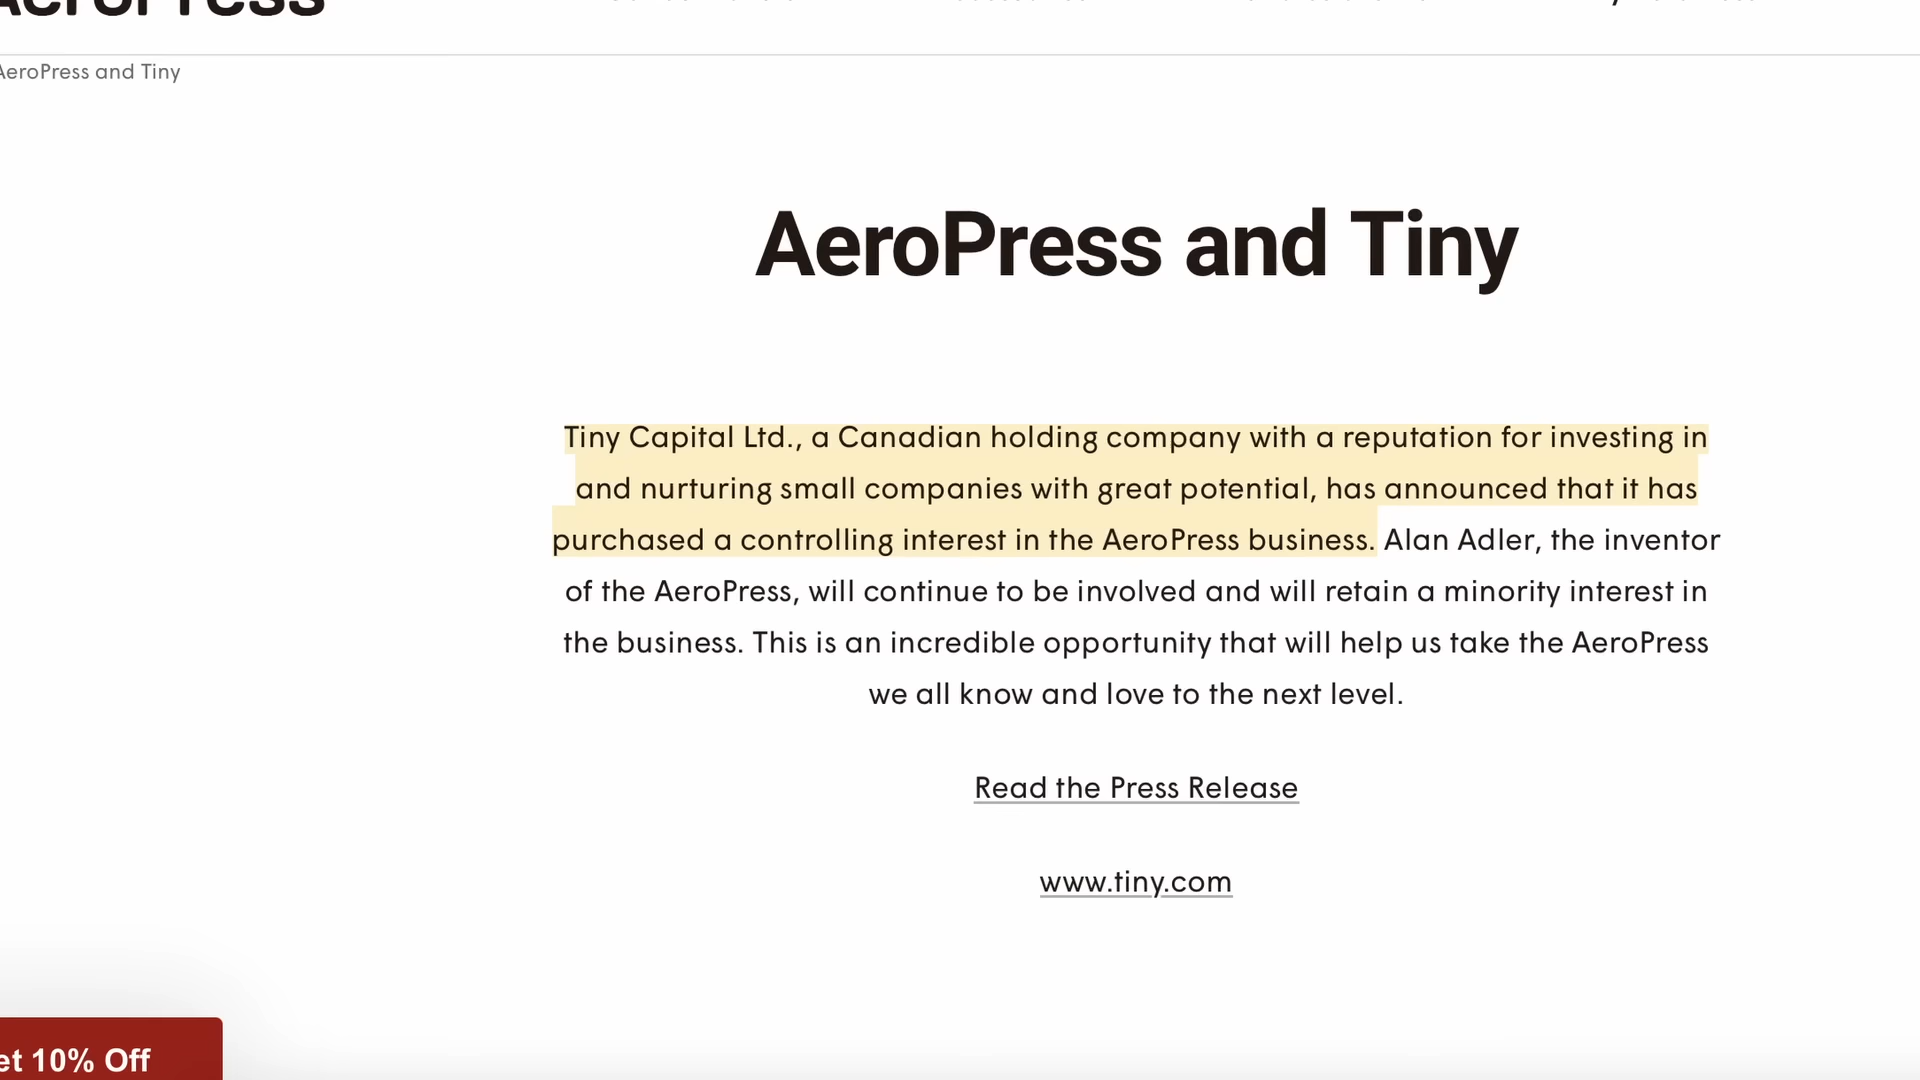 AeroPress and Tiny
AeroPress and Tiny
Tiny Capital Ltd., a Canadian holding company with a reputation for investing in
and nurturing small companies with great potential, has announced that it has
purchased a controlling interest in the AeroPress business. Alan Adler, the inventor
of the AeroPress, will continue to be involved and will retain a minority interest in
the business. This is an incredible opportunity that will help us take the AeroPress
we all know and love to the next level.
Read the Press Release
www.tiny.com
et 10% Off